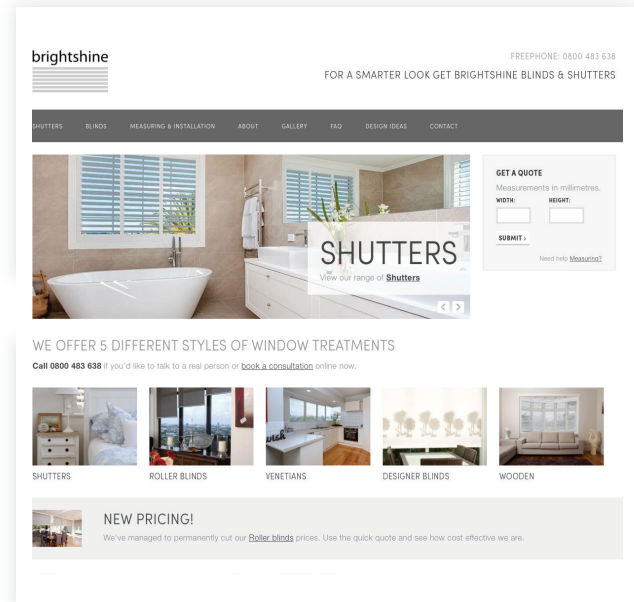 brightshine
FREEPHONE: 0800 483 638
FOR A SMARTER LOOK GET BRIGHTSHINE BLINDS & SHUTTERS
SHUTTERS BLINDS MEASURING & INSTALLATION ABOUT GALLERY FAQ DESIGN IDEAS CONTACT
SHUTTERS
View our range of Shutters
GET A QUOTE
Measurements in millimetres.
WIDTH: HEIGHT:
SUBMIT ›
Need help Measuring?
WE OFFER 5 DIFFERENT STYLES OF WINDOW TREATMENTS
Call 0800 483 638 if you'd like to talk to a real person or book a consultation online now.
wish
SHUTTERS ROLLER BLINDS VENETIANS DESIGNER BLINDS WOODEN
NEW PRICING!
We've managed to permanently cut our Roller blinds prices. Use the quick quote and see how cost effective we are.